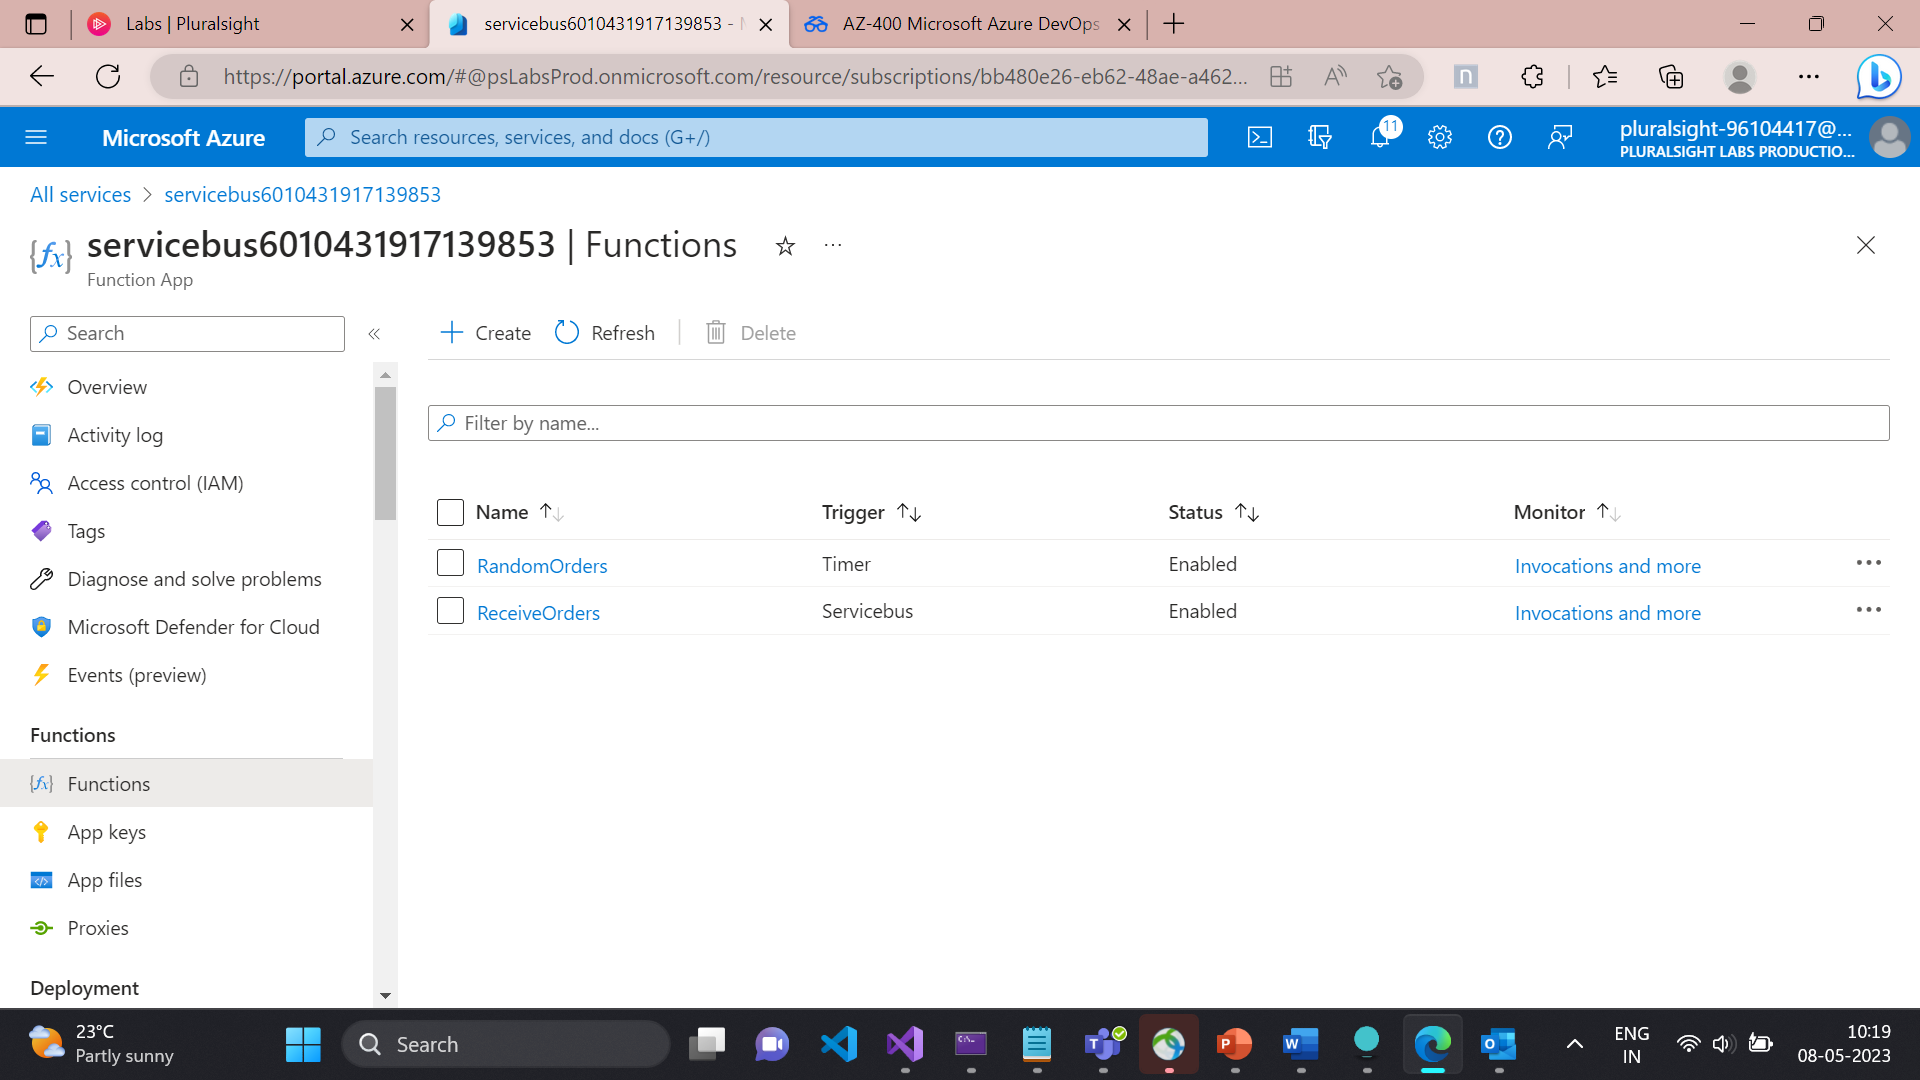 Labs | Pluralsight
servicebus6010431917139853 -
AZ-400 Microsoft Azure DevOps
https://portal.azure.com/#@psLabsProd.onmicrosoft.com/resource/subscriptions/bb480e26-eb62-48ae-a462...
Microsoft Azure
Search resources, services, and docs (G+/)
11
pluralsight-96104417@...
PLURALSIGHT LABS PRODUCTIO...
All services > servicebus6010431917139853
servicebus6010431917139853 | Functions
Function App
Search
Create
Refresh
Delete
Overview
Activity log
Access control (IAM)
Tags
Diagnose and solve problems
Microsoft Defender for Cloud
Events (preview)
Functions
Functions
App keys
App files
Proxies
Deployment
Filter by name...
Name Trigger Status Monitor
RandomOrders Timer Enabled Invocations and more
ReceiveOrders Servicebus Enabled Invocations and more
23°C
Partly sunny
Search
ENG
IN
10:19
08-05-2023